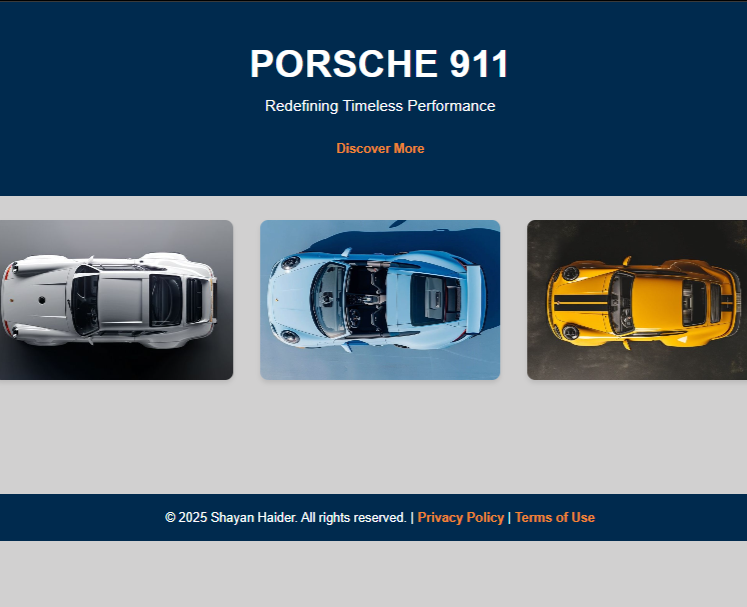 PORSCHE 911
Redefining Timeless Performance
Discover More
© 2025 Shayan Haider. All rights reserved. | Privacy Policy | Terms of Use